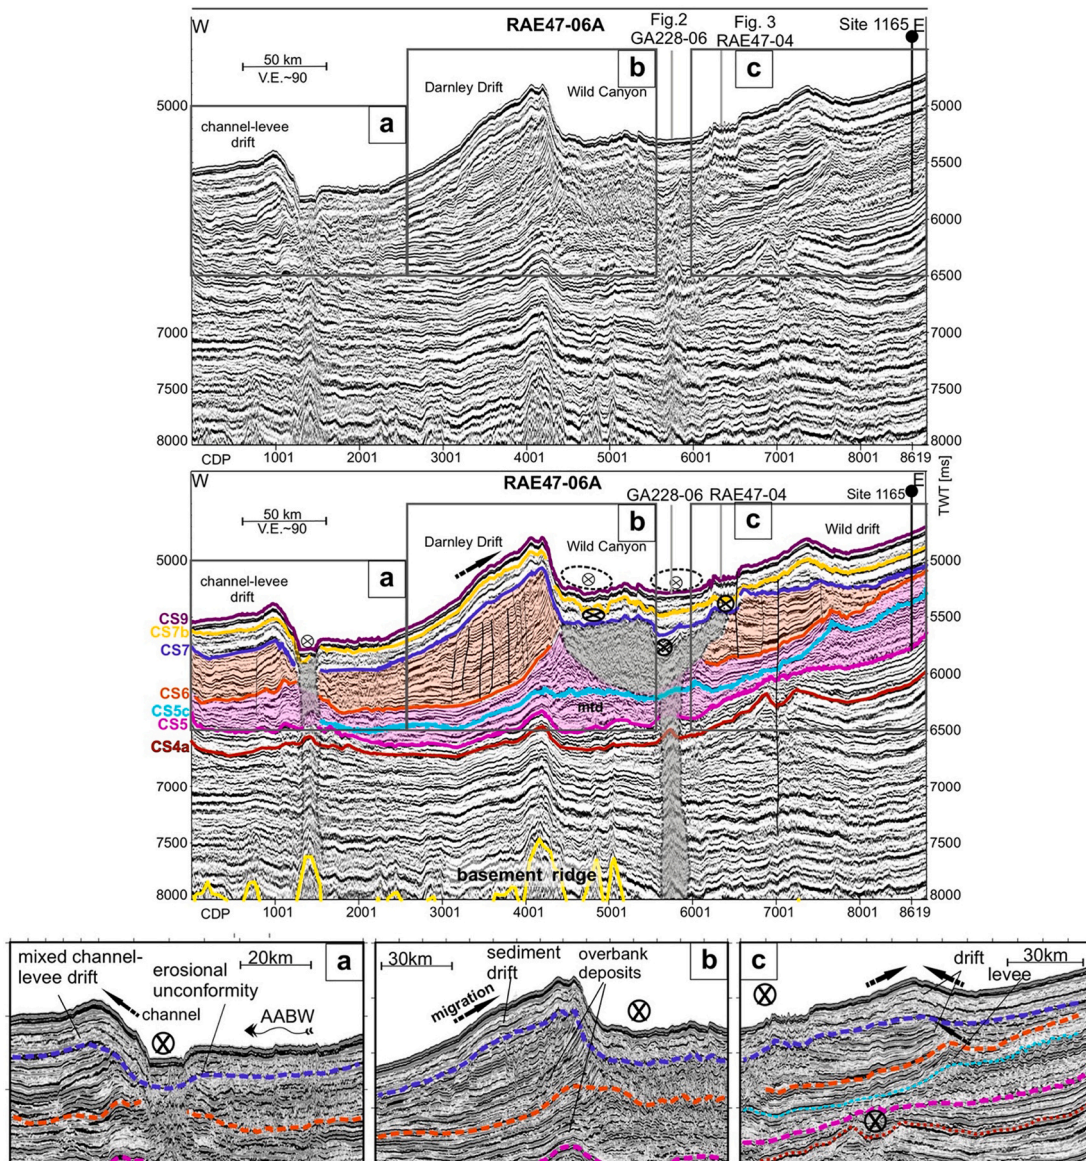 W RAE47-06A Fig.2 Fig. 3 Site 1165 E
GA228-06 RAE47-04
50 km
V.E.~90
b c
Darnley Drift Wild Canyon
5000 a 5000
channel-levee
drift
5500 5500
6000
6500
7000 7000
7500 7500
8000 8000
CDP 1001 2001 3001 4001 5001 6001 7001 8001 8619
TWT [ms]
W RAE47-06A GA228-06 RAE47-04 Site 1165 E
50 km
V.E.~90
b c
Wild drift
Darnley Drift Wild Canyon
5000 a 5000
channel-levee
drift
CS9
CS7b
CS7
5500
6000
CS6
CS5c
CS5
mtd
6500
CS4a
7000 7000
7500 7500
basement ridge
8000 8000
CDP 1001 2001 3001 4001 5001 6001 7001 8001 8619
mixed channel-
levee drift
erosional
unconformity
20km
a
channel
AABW
30km
sediment
drift
overbank
deposits
b
migration
c
drift
levee
30km